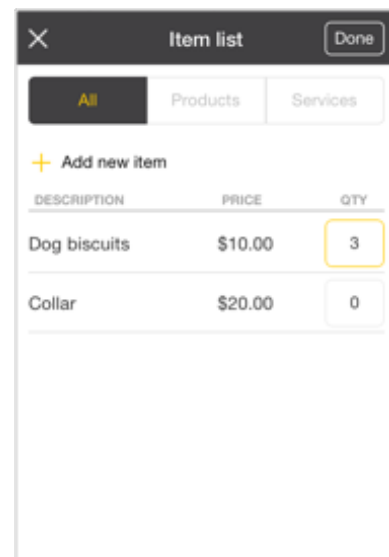 Item list Done
All Products Services
Add new item
DESCRIPTION PRICE QTY
Dog biscuits $10.00 3
Collar $20.00 0